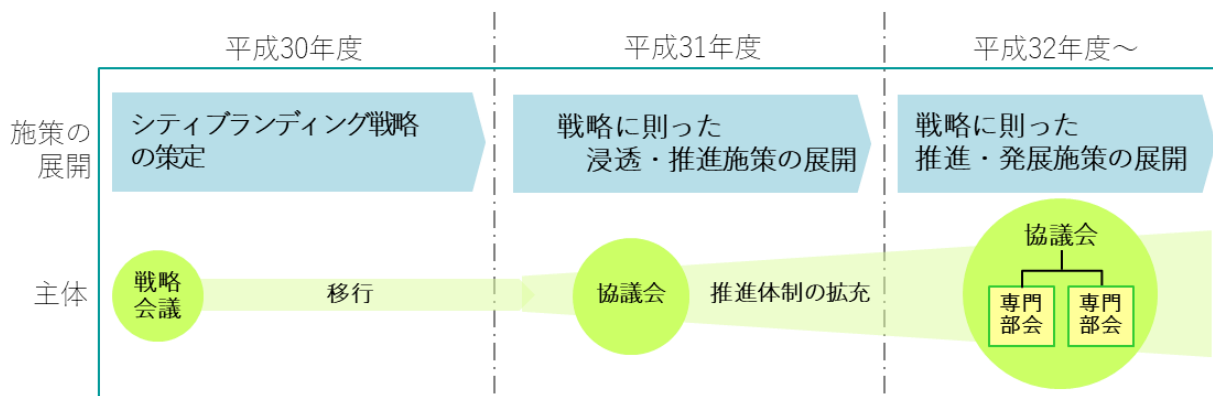 平成30年度
平成31年度
平成32年度～
施策の
展開
シティブランディング戦略
の策定
戦略に則った
浸透・推進施策の展開
戦略に則った
推進・発展施策の展開
主体
戦略
会議
移行
協議会
推進体制の拡充
協議会
専門
部会
専門
部会